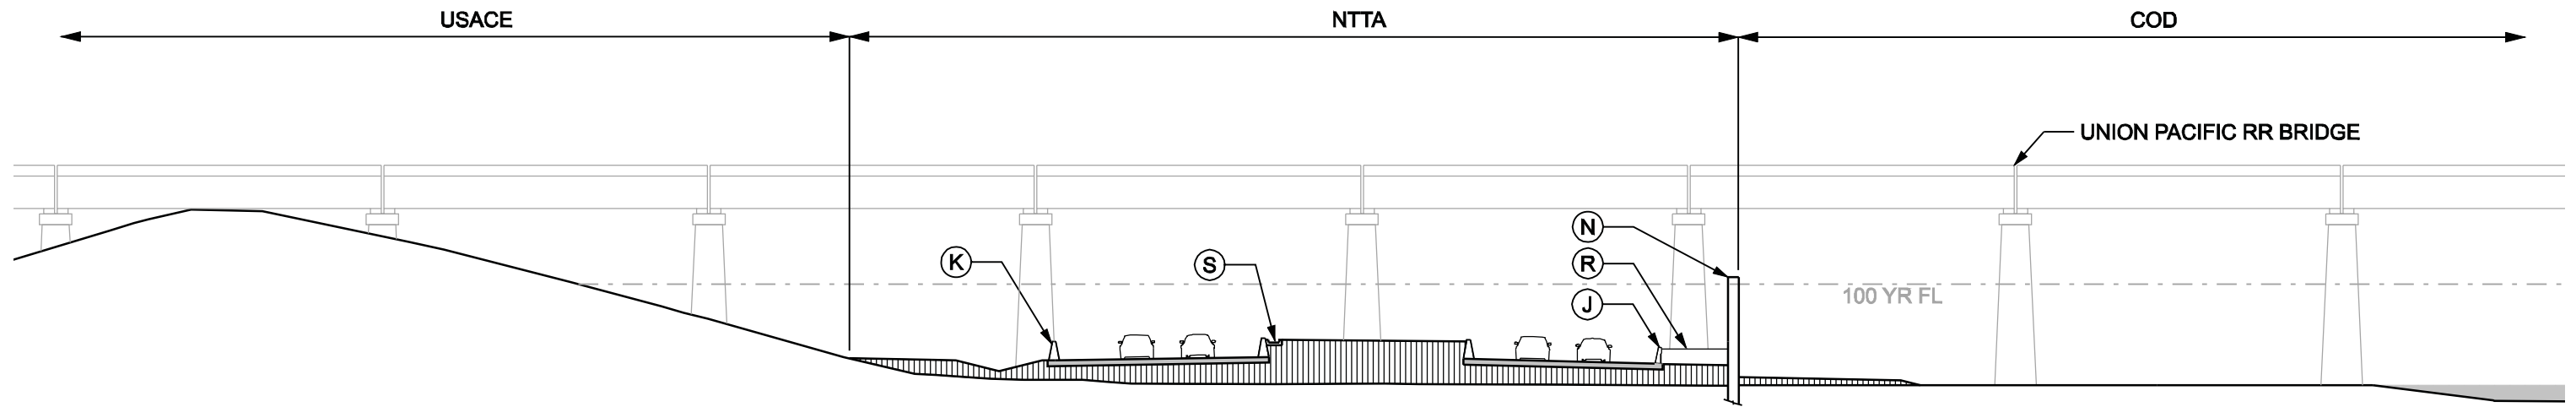 USACE
NTTA
COD
UNION PACIFIC RR BRIDGE
N
K
S
R
J
100 YR FL